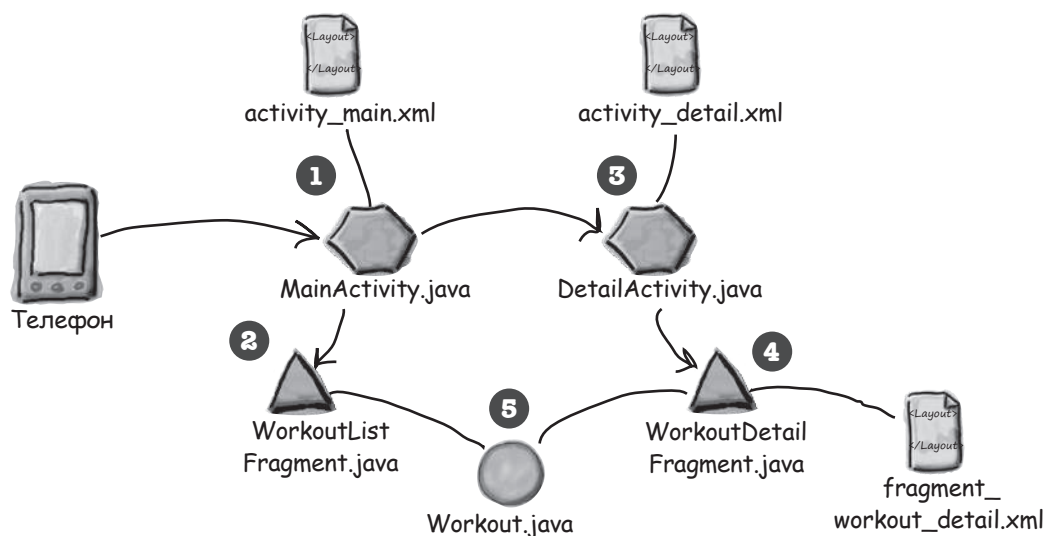 <Layout>
</Layout>
activity_main.xml
<Layout>
</Layout>
activity_detail.xml
1
3
Телефон
MainActivity.java
DetailActivity.java
2
4
WorkoutList
Fragment.java
5
WorkoutDetail
Fragment.java
<Layout>
</Layout>
Workout.java
fragment_
workout_detail.xml